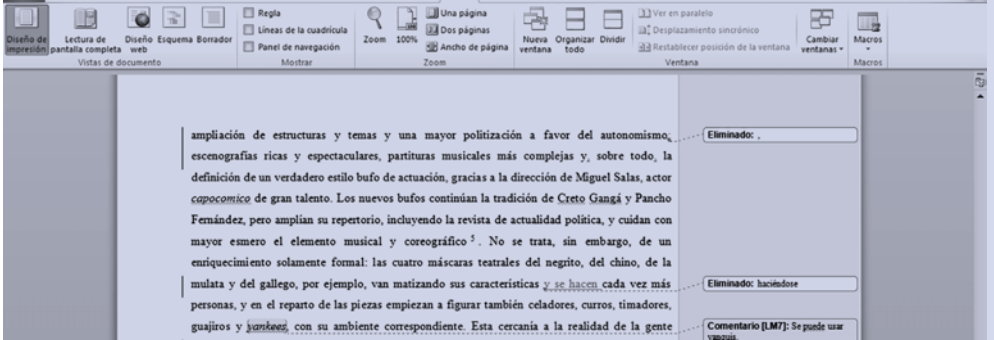 Regla
Líneas de la cuadrícula
Panel de navegación
Diseño de impresión
Lectura de pantalla completa
Diseño web
Esquema
Borrador
Zoom
100%
Una página
Dos páginas
Ancho de página
Nueva ventana
Organizar todo
Dividir
Ver en paralelo
Desplazamiento sincrónico
Restablecer posición de la ventana
Cambiar ventanas
Macros
Vistas de documento
Mostrar
Zoom
Ventana
Macros
ampliación de estructuras y temas y una mayor politización a favor del autonomismo;
escenografías ricas y espectaculares, partituras musicales más complejas y, sobre todo, la
definición de un verdadero estilo bufo de actuación, gracias a la dirección de Miguel Salas, actor
capocomico de gran talento. Los nuevos bufos continúan la tradición de Creto Gangá y Pancho
Fernández, pero amplían su repertorio, incluyendo la revista de actualidad política, y cuidan con
mayor esmero el elemento musical y coreográfico 5 . No se trata, sin embargo, de un
enriquecimiento solamente formal: las cuatro máscaras teatrales del negrito, del chino, de la
mulata y del gallego, por ejemplo, van matizando sus características y se hacen cada vez más
personas, y en el reparto de las piezas empiezan a figurar también celadores, curros, timadores,
guajiros y yankees, con su ambiente correspondiente. Esta cercanía a la realidad de la gente
Eliminado: ,
Eliminado: haciéndose
Comentario [LM7]: Se puede usar
yanquis.